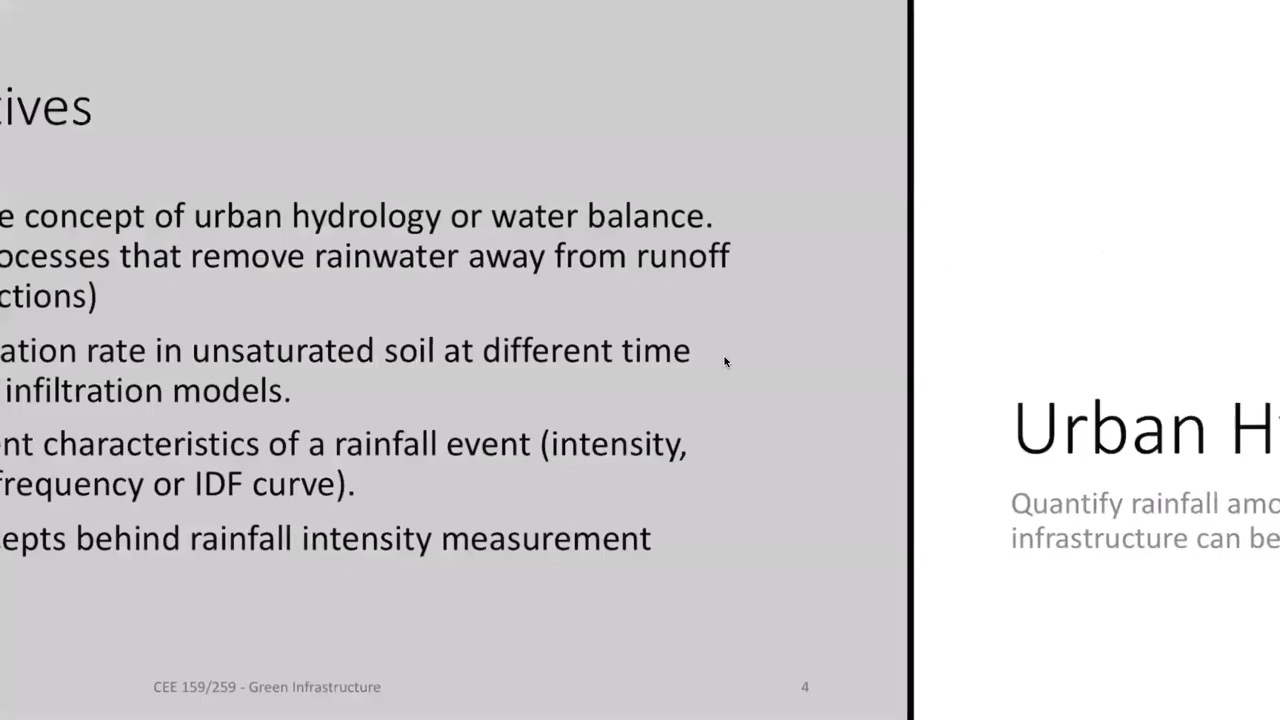 tives
e concept of urban hydrology or water balance.
ocesses that remove rainwater away from runoff
ctions)
ation rate in unsaturated soil at different time
infiltration models.
nt characteristics of a rainfall event (intensity,
frequency or IDF curve).
epts behind rainfall intensity measurement
CEE 159/259 - Green Infrastructure
4
Urban H
Quantify rainfall amo
infrastructure can be